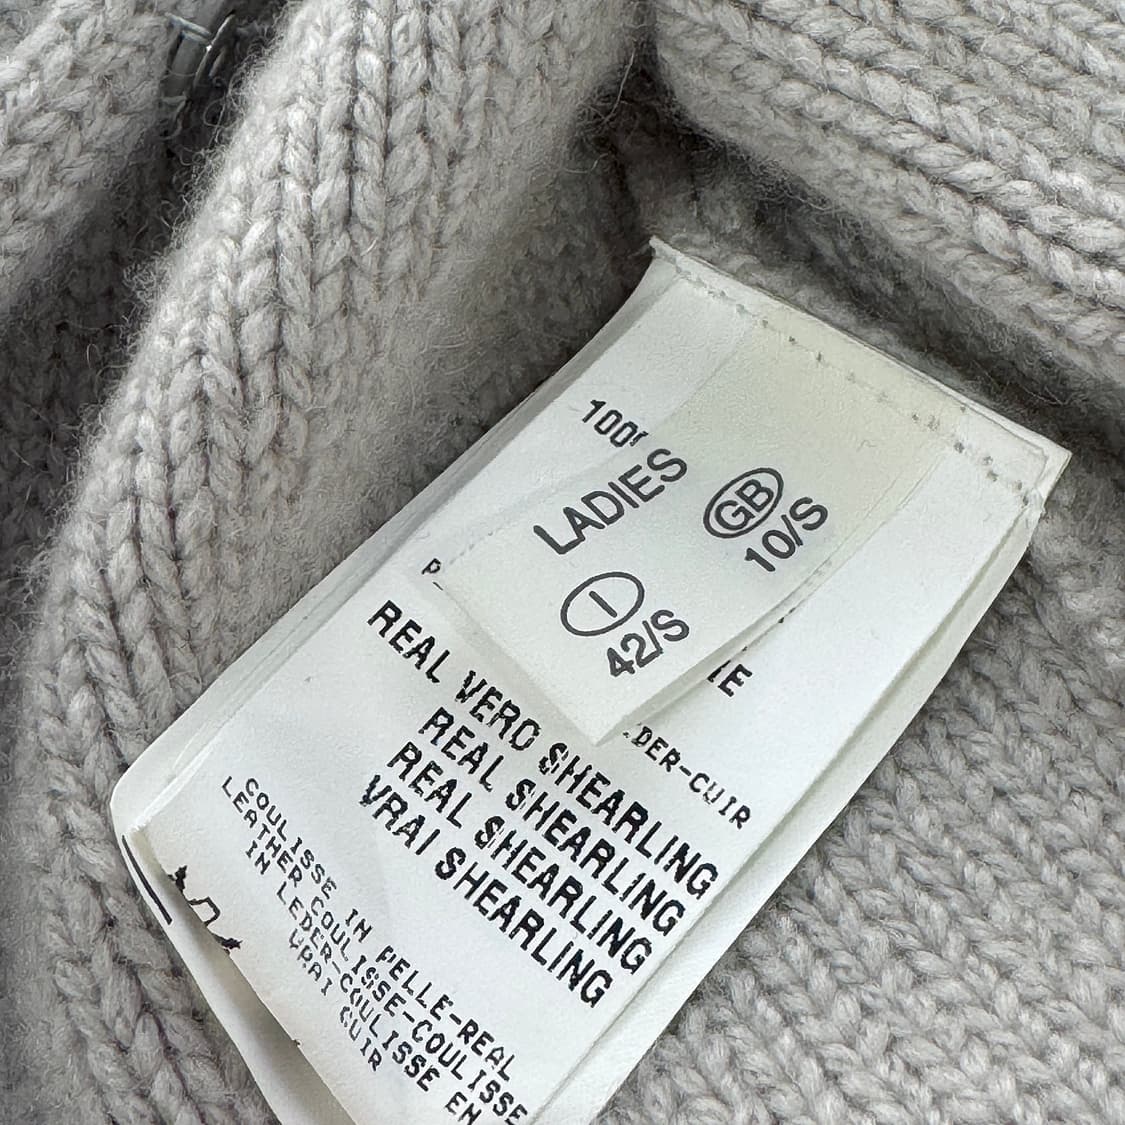 100%
LADIES
GB
10/S
I
42/S
DER-CUIR
REAL VERO SHEARLING
REAL SHEARLING
REAL SHEARLING
VRAI SHEARLING
COULISSE IN PELLE-REAL
LEATHER COULISSE-COULISSE
IN LEDER-COULISSE EN
VRAI CUIR